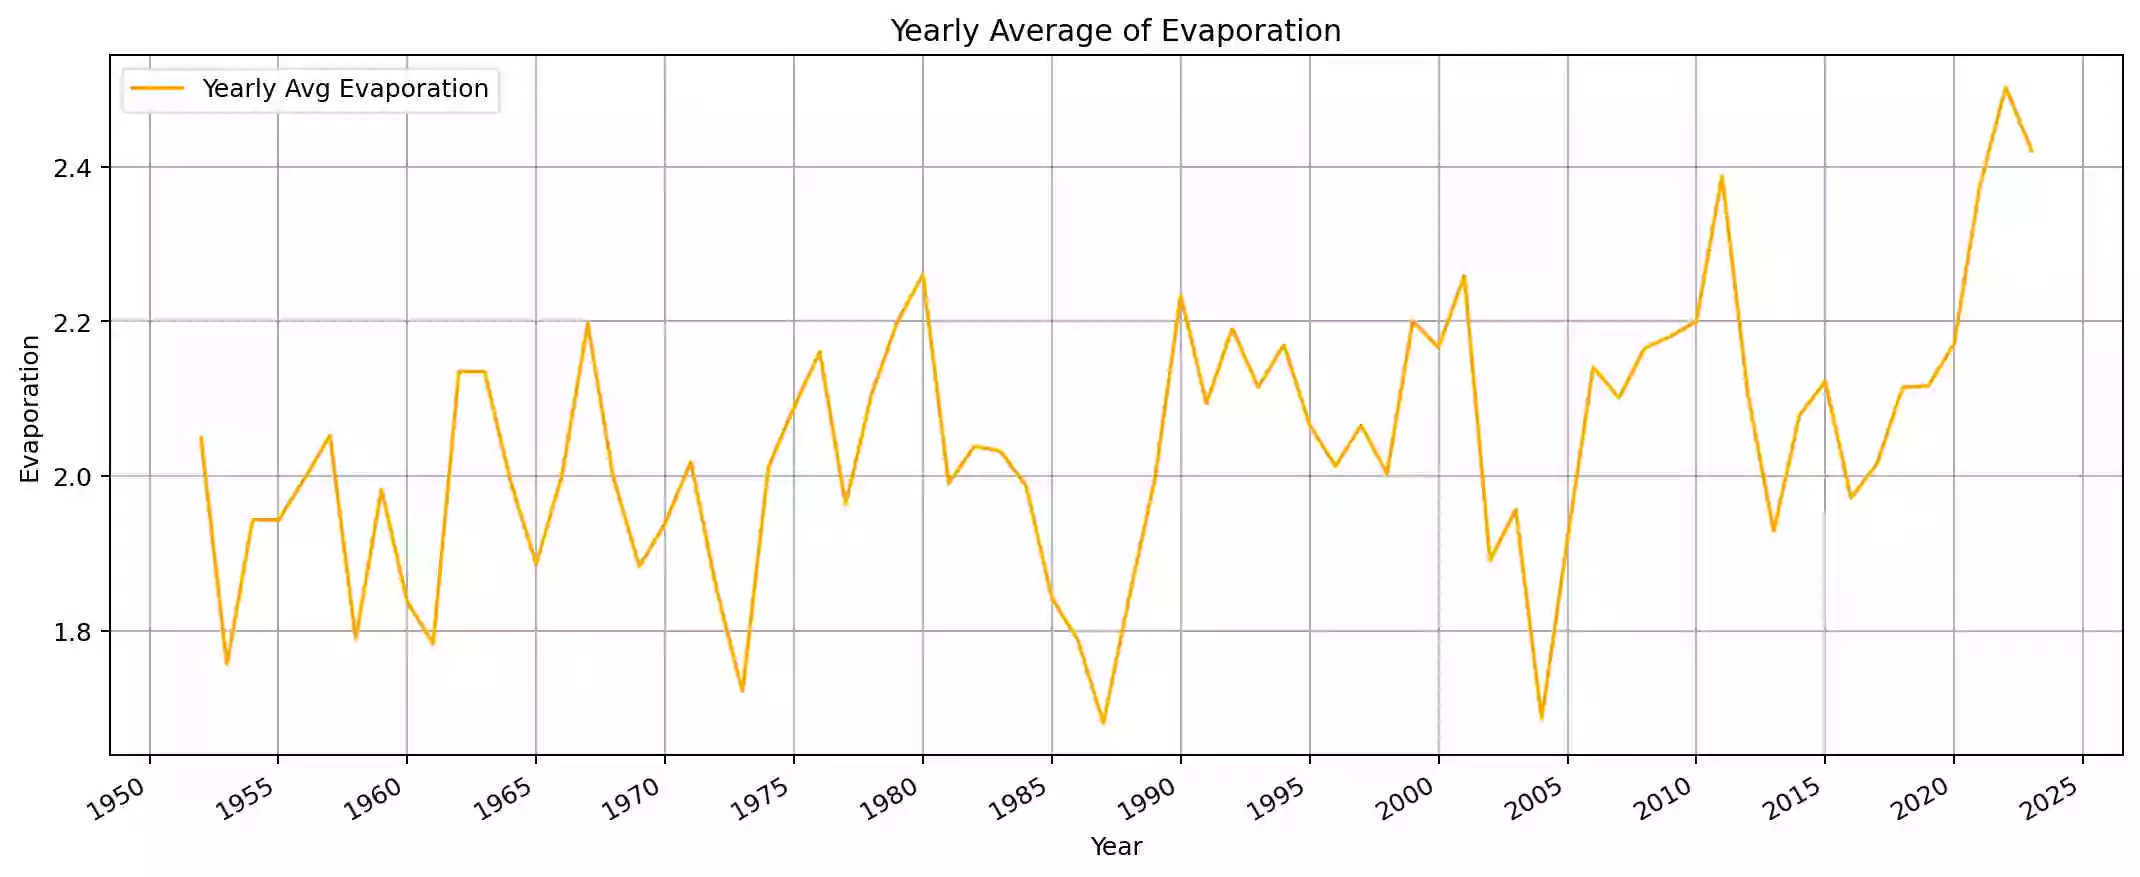 Yearly Average of Evaporation
Yearly Avg Evaporation
Evaporation
2.4
2.2
2.0
1.8
1950 1955 1960 1965 1970 1975 1980 1985 1990 1995 2000 2005 2010 2015 2020 2025
Year